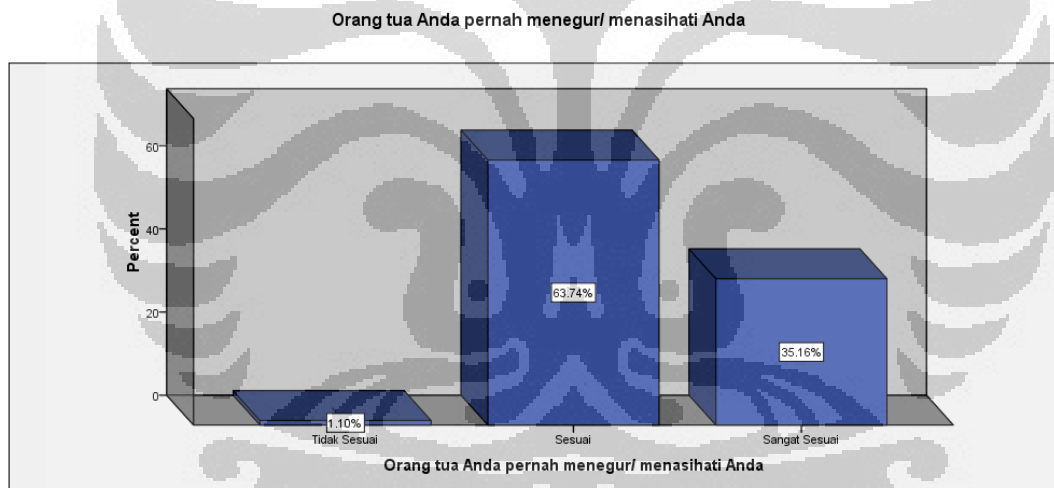 Orang tua Anda pernah menegur/ menasihati Anda
60
40
20
0
Percent
1.10%
63.74%
35.16%
Tidak Sesuai
Sesuai
Sangat Sesuai
Orang tua Anda pernah menegur/ menasihati Anda